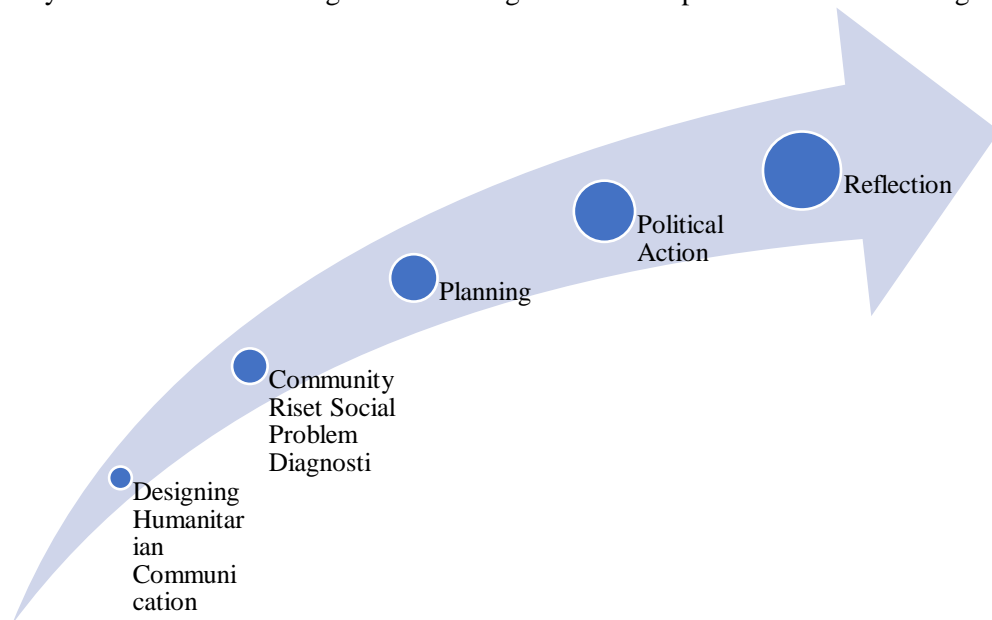 Reflection
Political
Action
Planning
Community
Riset Social
Problem
Diagnosti
Designing
Humanitar
ian
Communi
cation